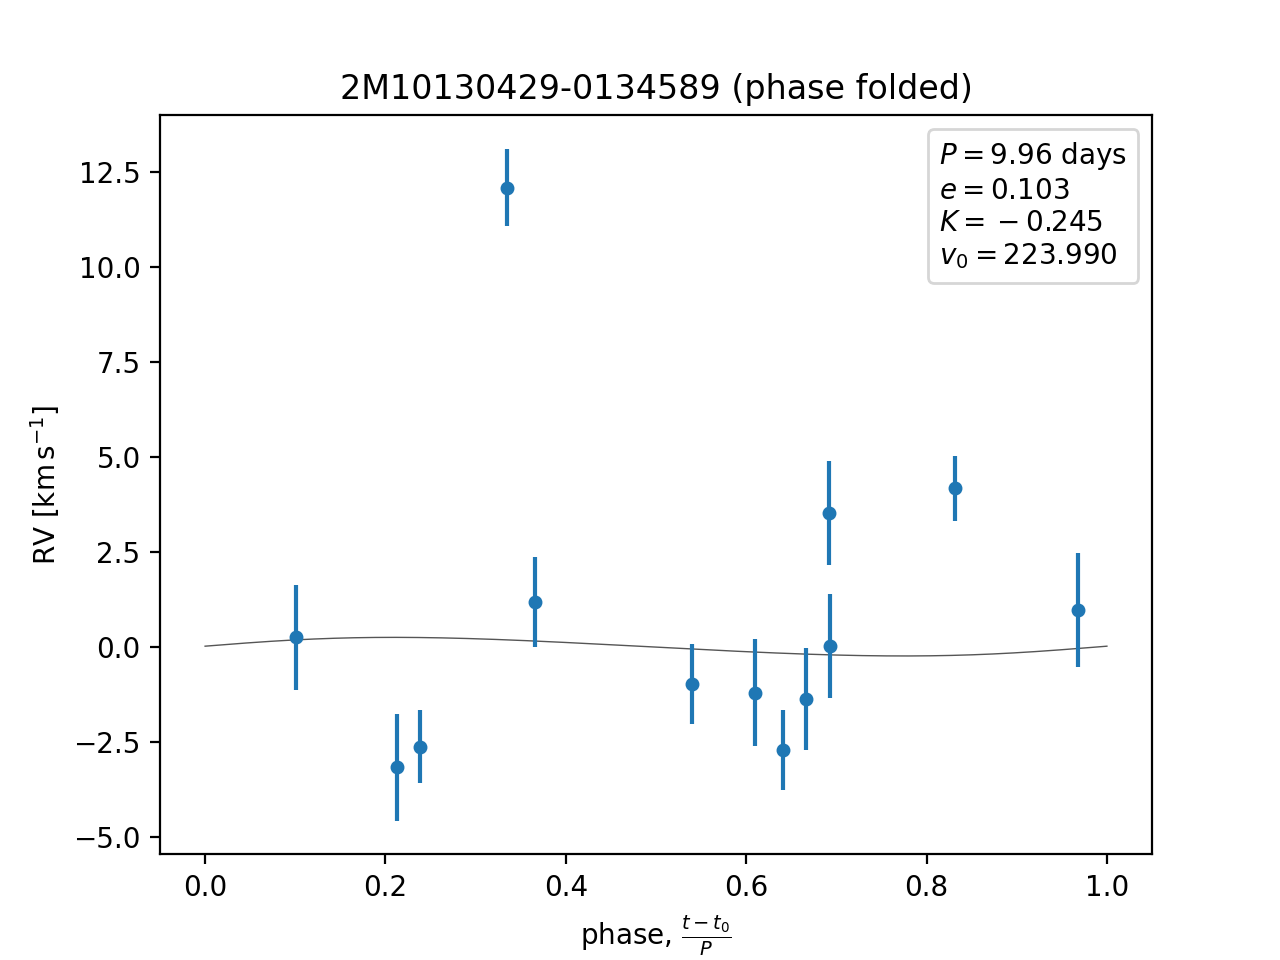 2M10130429-0134589 (phase folded)
P = 9.96 days
e = 0.103
K = −0.245
v₀ = 223.990
12.5
10.0
7.5
5.0
2.5
0.0
−2.5
−5.0
RV [km s⁻¹]
0.0 0.2 0.4 0.6 0.8 1.0
phase, (t − t₀)/P